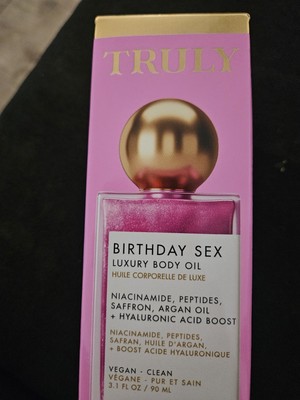 TRULY
BIRTHDAY SEX
LUXURY BODY OIL
HUILE CORPORELLE DE LUXE
NIACINAMIDE, PEPTIDES,
SAFFRON, ARGAN OIL
+ HYALURONIC ACID BOOST
NIACINAMIDE, PEPTIDES,
SAFRAN, HUILE D'ARGAN,
+ BOOST ACIDE HYALURONIQUE
VEGAN - CLEAN
VÉGANE - PUR ET SAIN
3.1 FL OZ / 90 ML